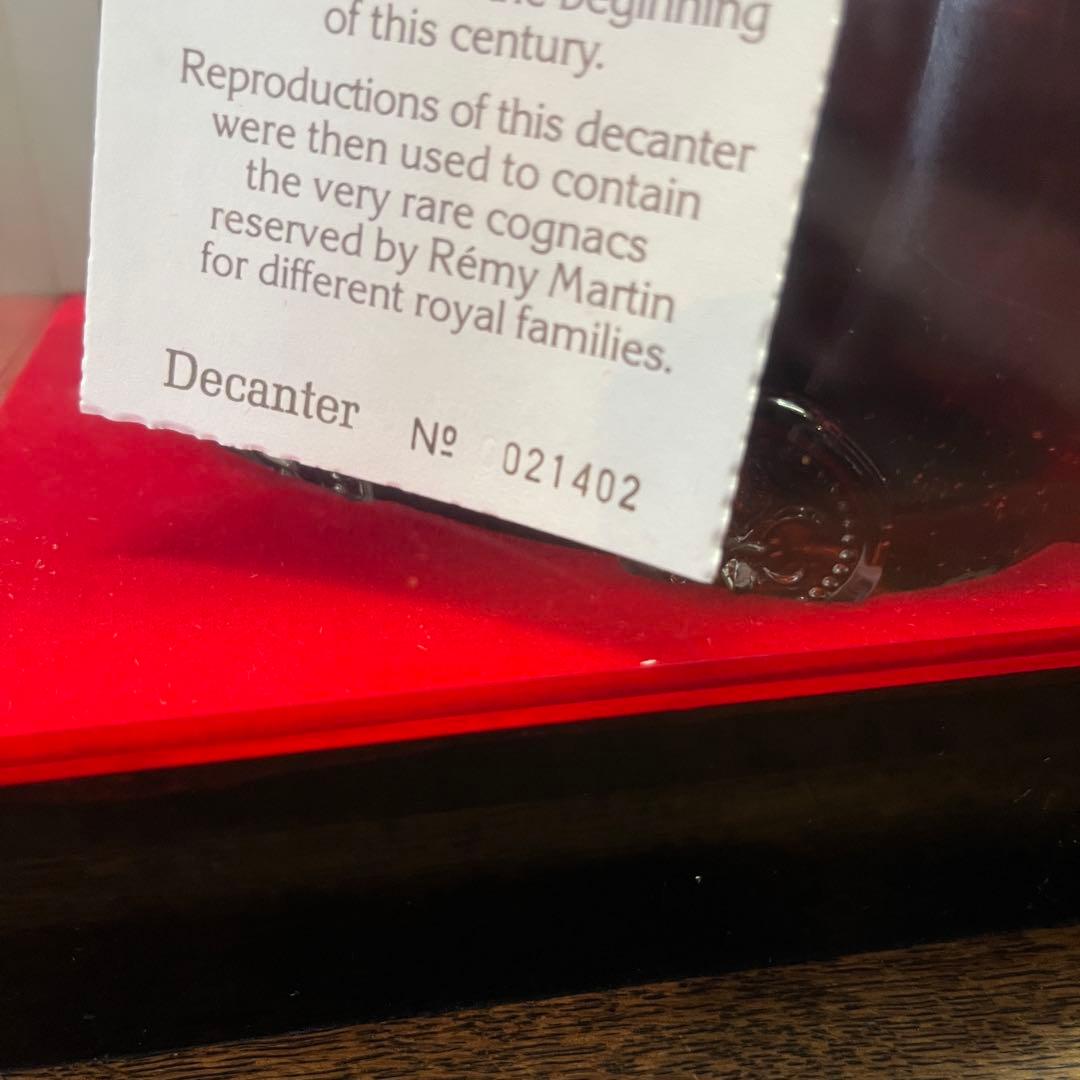 beginning
of this century.
Reproductions of this decanter
were then used to contain
the very rare cognacs
reserved by Rémy Martin
for different royal families.
Decanter Nº 021402